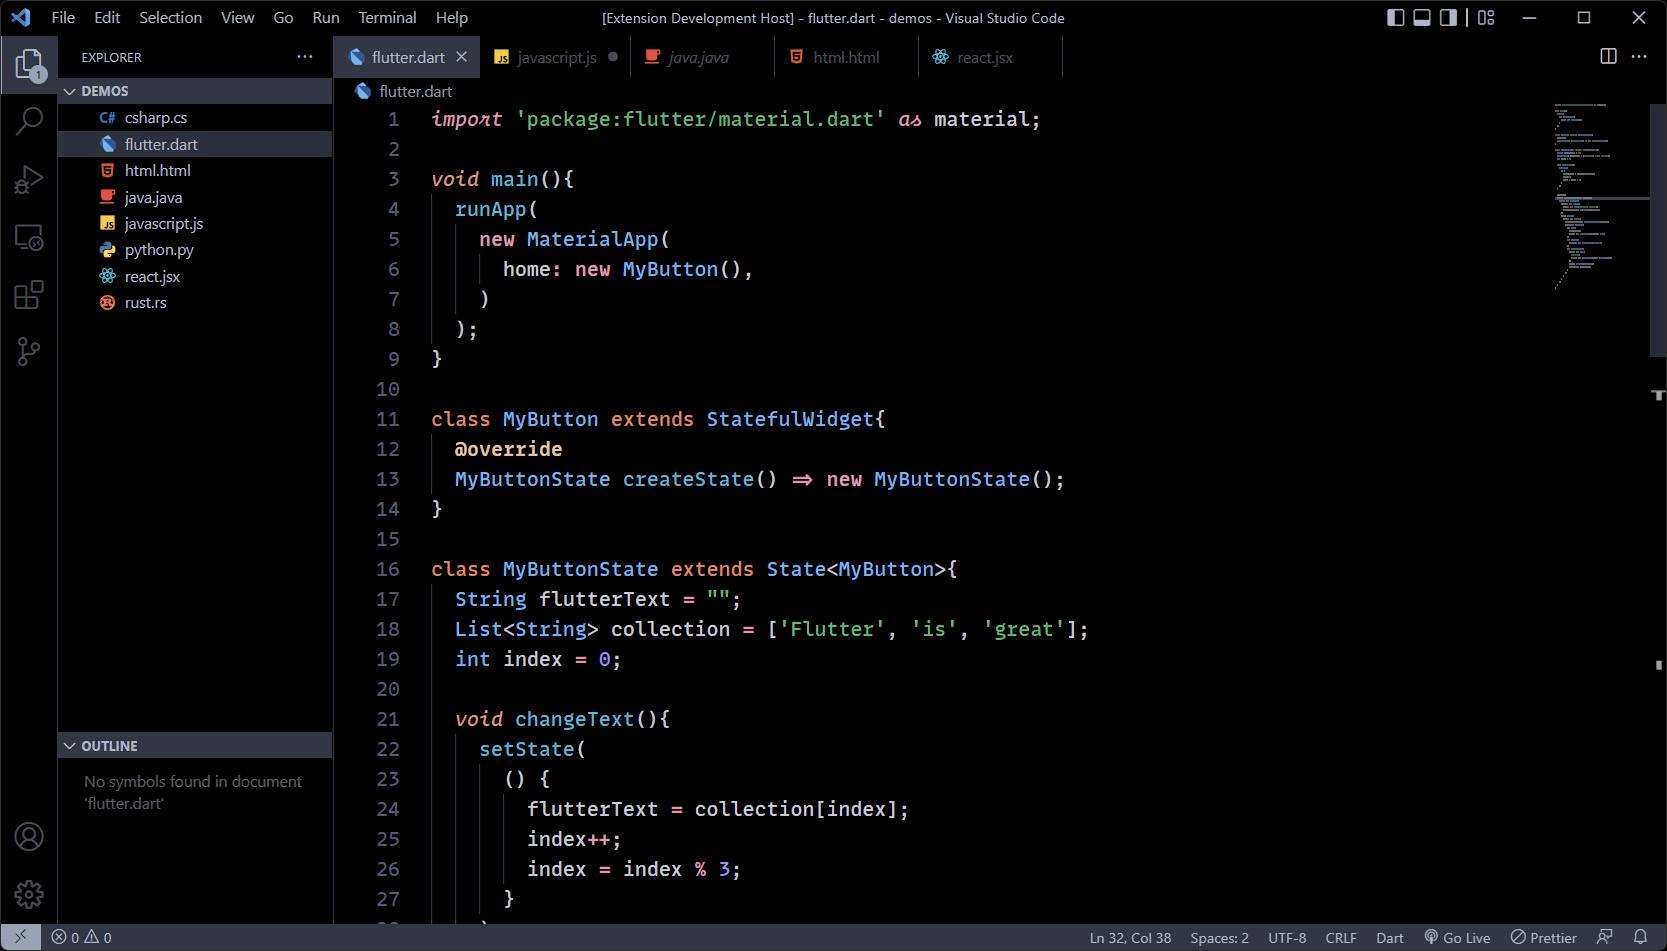 File Edit Selection View Go Run Terminal Help
[Extension Development Host] - flutter.dart - demos - Visual Studio Code
1
EXPLORER
DEMOS
C# csharp.cs
flutter.dart
html.html
java.java
JS javascript.js
python.py
react.jsx
rust.rs
OUTLINE
No symbols found in document
'flutter.dart'
flutter.dart JS javascript.js java.java html.html react.jsx
flutter.dart
1 import 'package:flutter/material.dart' as material;
2
3 void main(){
4 runApp(
5 new MaterialApp(
6 home: new MyButton(),
7 )
8 );
9 }
10
11 class MyButton extends StatefulWidget{
12 @override
13 MyButtonState createState() => new MyButtonState();
14 }
15
16 class MyButtonState extends State<MyButton>{
17 String flutterText = "";
18 List<String> collection = ['Flutter', 'is', 'great'];
19 int index = 0;
20
21 void changeText(){
22 setState(
23 () {
24 flutterText = collection[index];
25 index++;
26 index = index % 3;
27 }
0 0
Ln 32, Col 38 Spaces: 2 UTF-8 CRLF Dart Go Live Prettier